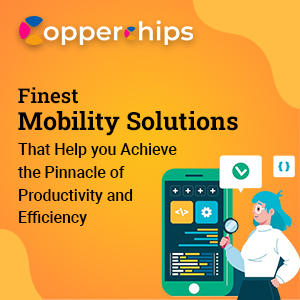 Copperchips
Finest
Mobility Solutions
That Help you Achieve
the Pinnacle of
Productivity and
Efficiency